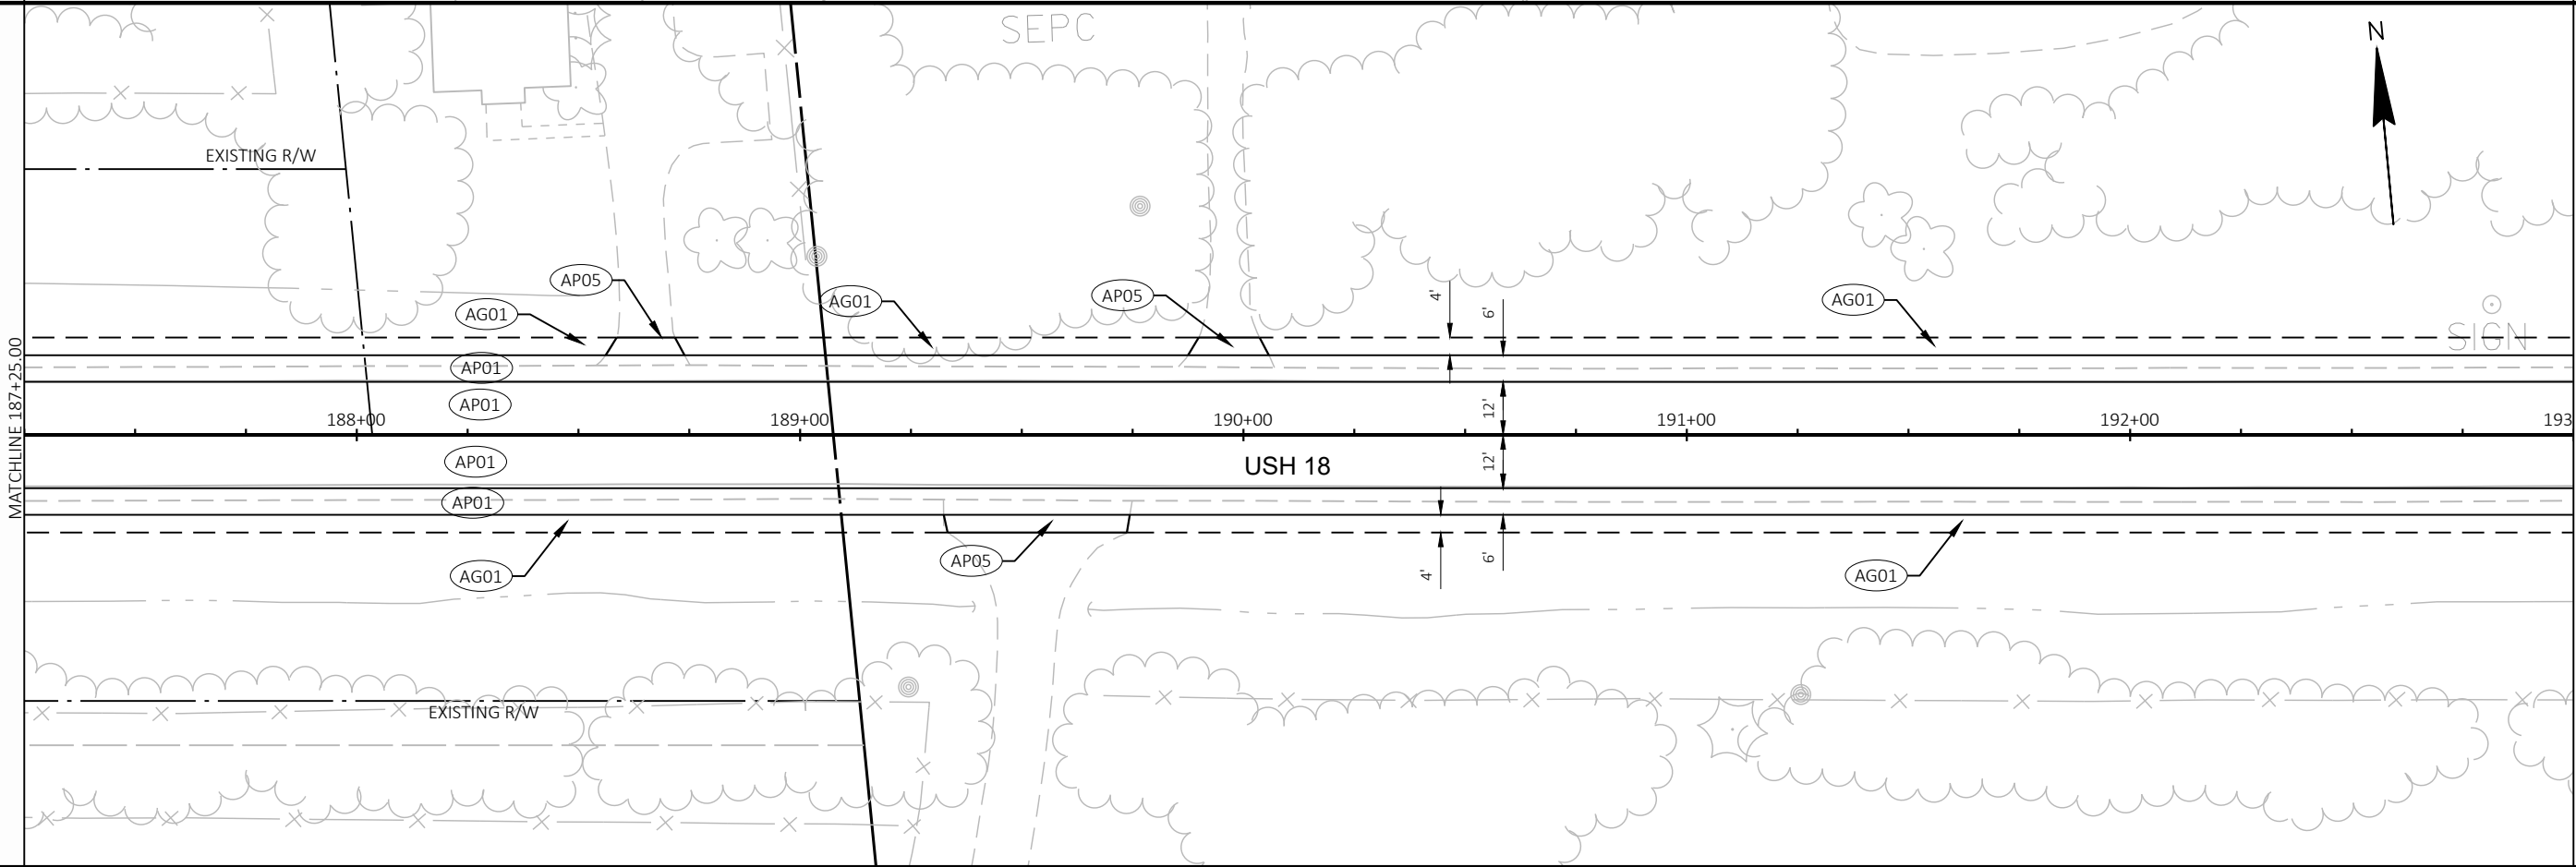 SEPC
N
EXISTING R/W
AP05
AG01
AG01
AP05
4'
6'
AG01
SIGN
AP01
AP01
12'
188+00
189+00
190+00
191+00
192+00
193
MATCHLINE 187+25.00
AP01
USH 18
12'
AP01
AG01
AP05
4'
6'
AG01
EXISTING R/W